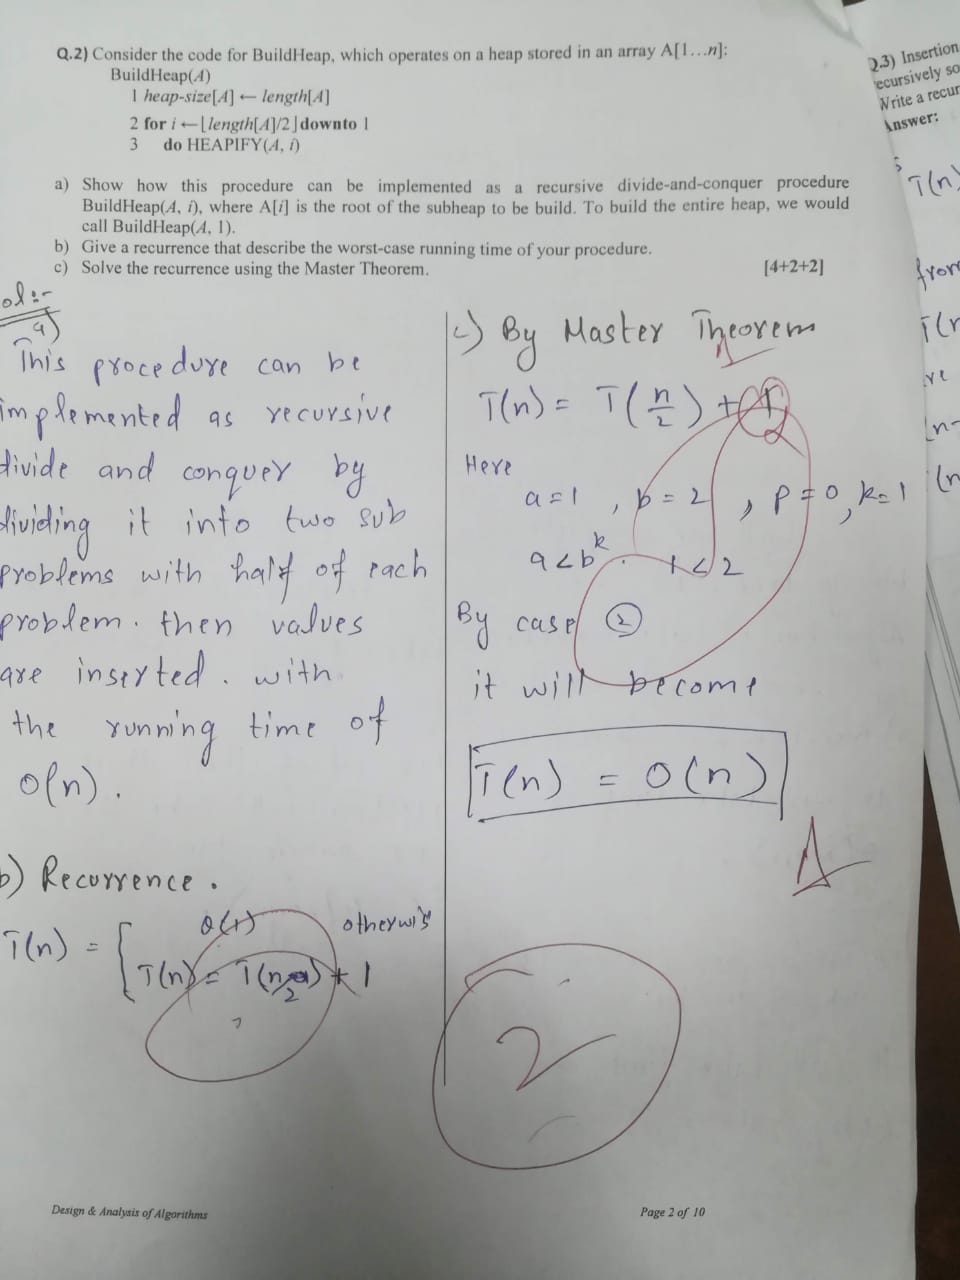 Q.2) Consider the code for BuildHeap, which operates on a heap stored in an array A[1…n]:
BuildHeap(A)
1 heap-size[A] ← length[A]
2 for i ← ⌊length[A]/2⌋ downto 1
3 do HEAPIFY(A, i)
a) Show how this procedure can be implemented as a recursive divide-and-conquer procedure
BuildHeap(A, i), where A[i] is the root of the subheap to be build. To build the entire heap, we would
call BuildHeap(A, 1).
b) Give a recurrence that describe the worst-case running time of your procedure.
c) Solve the recurrence using the Master Theorem. [4+2+2]
ol:-
a)
This procedure can be
implemented as recursive
divide and conquer by
dividing it into two sub
problems with half of each
problem. then values
are inserted. with
the running time of
O(n).
b) Recurrence.
T(n) = { O(1) otherwis
T(n) = T(n/2) + 1
c) By Master Theorem
T(n) = T(n/2) + 1
Here
a=1, b=2, p=0, k=1
a<b^k. 1<2
By case ②
it will become
T(n) = O(n)
2
Design & Analysis of Algorithms
Page 2 of 10
Q.3) Insertion
recursively so
Write a recur
Answer:
T(n)
from
T(n